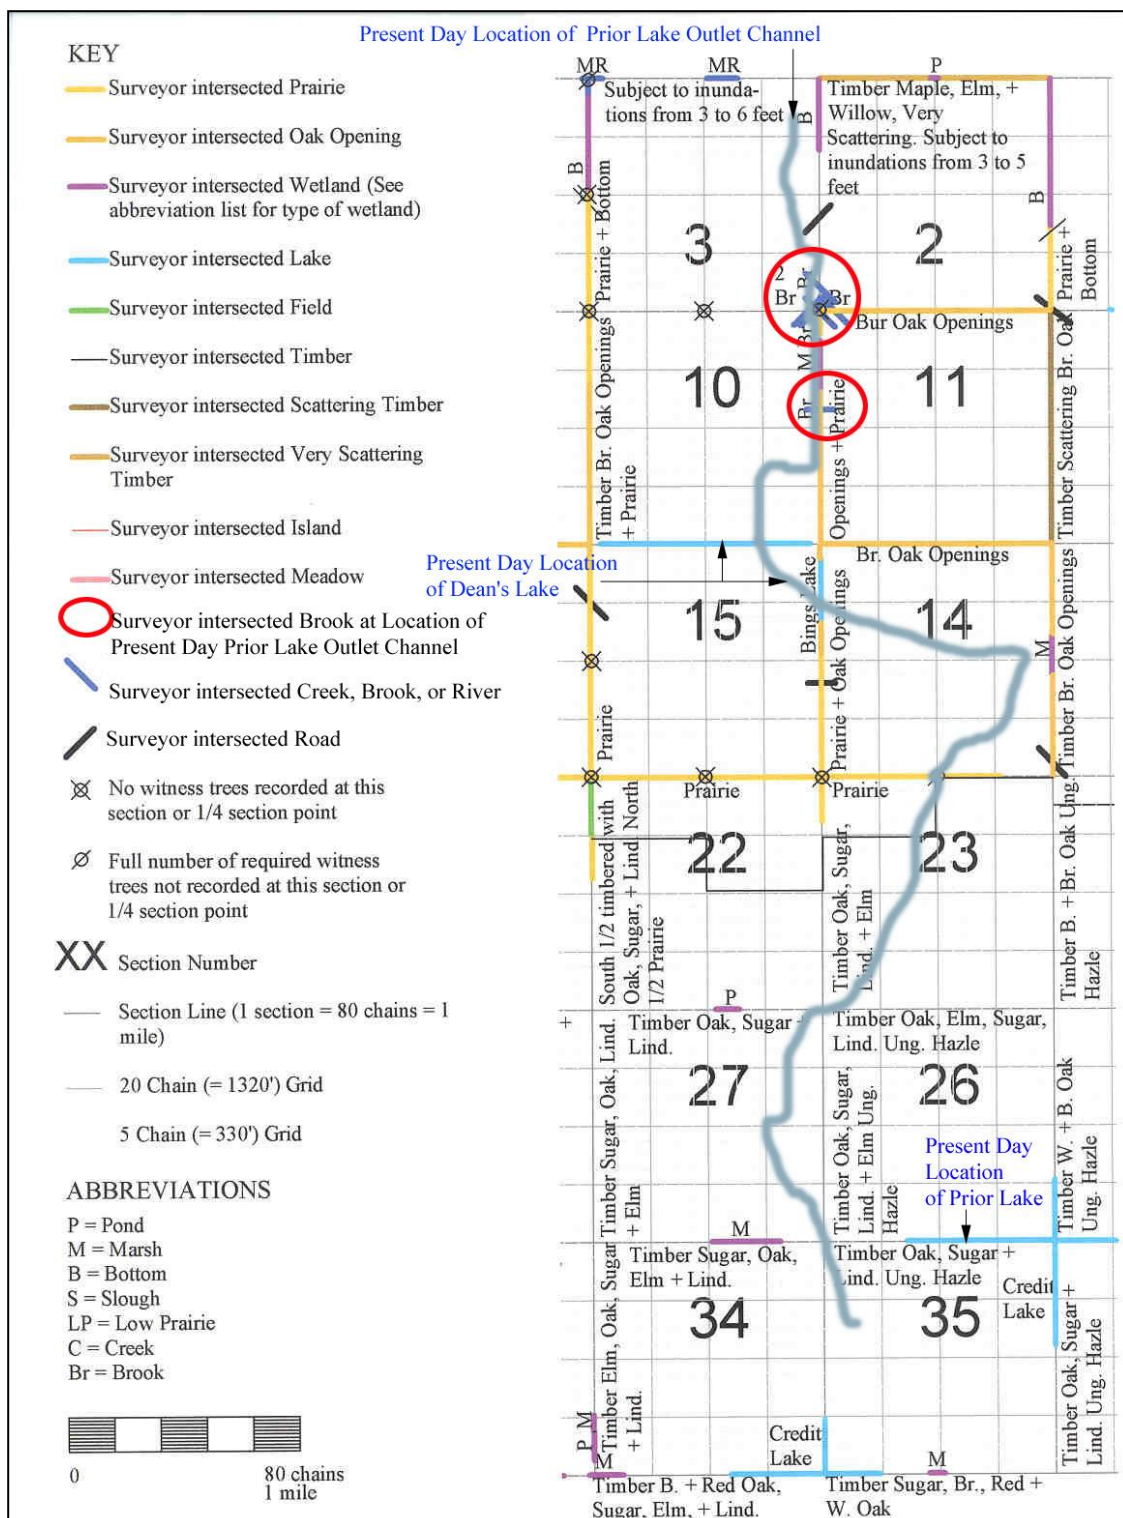 Present Day Location of Prior Lake Outlet Channel
KEY
Surveyor intersected Prairie
Surveyor intersected Oak Opening
Surveyor intersected Wetland (See
abbreviation list for type of wetland)
Surveyor intersected Lake
Surveyor intersected Field
Surveyor intersected Timber
Surveyor intersected Scattering Timber
Surveyor intersected Very Scattering
Timber
Surveyor intersected Island
Surveyor intersected Meadow
Surveyor intersected Brook at Location of
Present Day Prior Lake Outlet Channel
Surveyor intersected Creek, Brook, or River
Surveyor intersected Road
No witness trees recorded at this
section or 1/4 section point
Full number of required witness
trees not recorded at this section or
1/4 section point
XX Section Number
Section Line (1 section = 80 chains = 1
mile)
20 Chain (= 1320') Grid
5 Chain (= 330') Grid
ABBREVIATIONS
P = Pond
M = Marsh
B = Bottom
S = Slough
LP = Low Prairie
C = Creek
Br = Brook
0
80 chains
1 mile
MR
MR
P
Subject to inunda-
tions from 3 to 6 feet
B
Timber Maple, Elm, +
Willow, Very
Scattering. Subject to
inundations from 3 to 5
feet
B
B
Prairie + Bottom
3
2
Prairie +
Bottom
2
Br
Br
Br
Br
Bur Oak Openings
M
10
11
Br
Timber Br. Oak Openings
+ Prairie
Openings + Prairie
Timber Scattering Br. Oak
Br. Oak Openings
Present Day Location
of Dean's Lake
15
Bings Lake
14
M
Prairie
Prairie + Oak Openings
Timber Br. Oak Openings
Prairie
Prairie
22
23
South 1/2 timbered with
Oak, Sugar, + Lind. North
1/2 Prairie
Timber Oak, Sugar,
Lind. + Elm
Timber B. + Br. Oak Ung.
Hazle
P
+
Timber Oak, Sugar +
Lind.
Timber Oak, Elm, Sugar,
Lind. Ung. Hazle
27
26
Timber Sugar, Oak, Lind.
+ Elm
Timber Oak, Sugar,
Lind. + Elm Ung.
Hazle
Timber W. + B. Oak
Ung. Hazle
Present Day
Location
of Prior Lake
M
Timber Sugar, Oak,
Elm + Lind.
Timber Oak, Sugar +
Lind. Ung. Hazle
34
35
Credit
Lake
Timber Elm, Oak, Sugar
+ Lind.
Timber Oak, Sugar +
Lind. Ung. Hazle
P M
M
Credit
Lake
M
Timber B. + Red Oak,
Sugar, Elm, + Lind.
Timber Sugar, Br., Red +
W. Oak